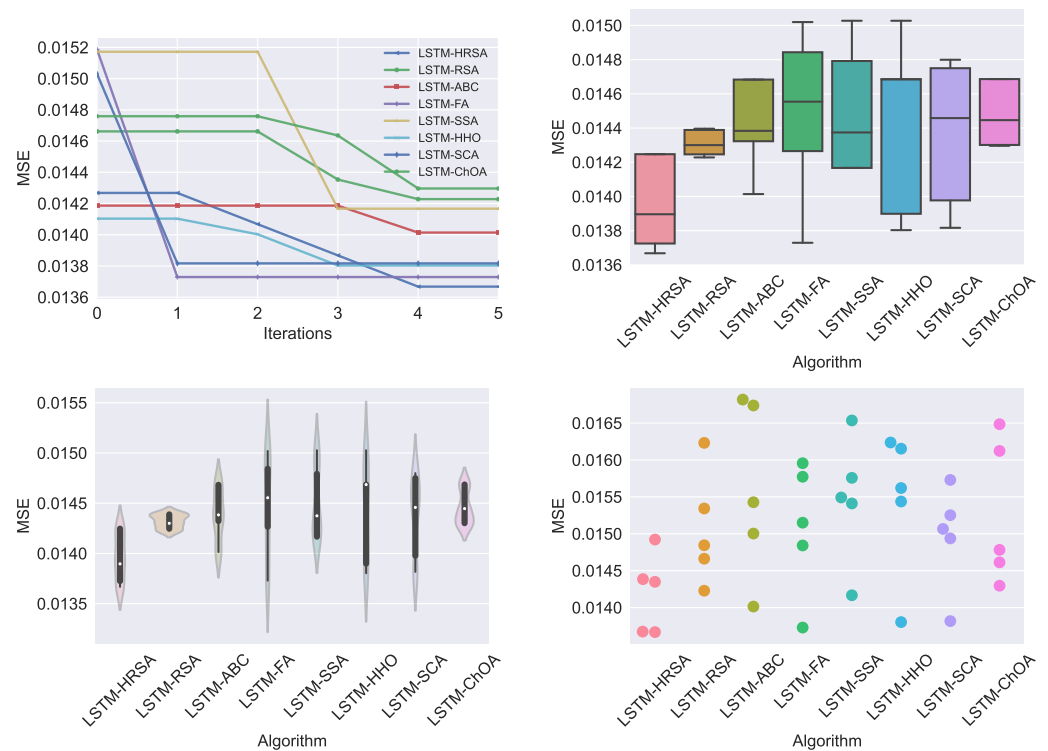 0.0152
0.0150
0.0148
0.0146
0.0144
0.0142
0.0140
0.0138
0.0136
MSE
0 1 2 3 4 5
Iterations
LSTM-HRSA
LSTM-RSA
LSTM-ABC
LSTM-FA
LSTM-SSA
LSTM-HHO
LSTM-SCA
LSTM-ChOA
0.0150
0.0148
0.0146
0.0144
0.0142
0.0140
0.0138
0.0136
MSE
LSTM-HRSA LSTM-RSA LSTM-ABC LSTM-FA LSTM-SSA LSTM-HHO LSTM-SCA LSTM-ChOA
Algorithm
0.0155
0.0150
0.0145
0.0140
0.0135
MSE
LSTM-HRSA LSTM-RSA LSTM-ABC LSTM-FA LSTM-SSA LSTM-HHO LSTM-SCA LSTM-ChOA
Algorithm
0.0165
0.0160
0.0155
0.0150
0.0145
0.0140
MSE
LSTM-HRSA LSTM-RSA LSTM-ABC LSTM-FA LSTM-SSA LSTM-HHO LSTM-SCA LSTM-ChOA
Algorithm